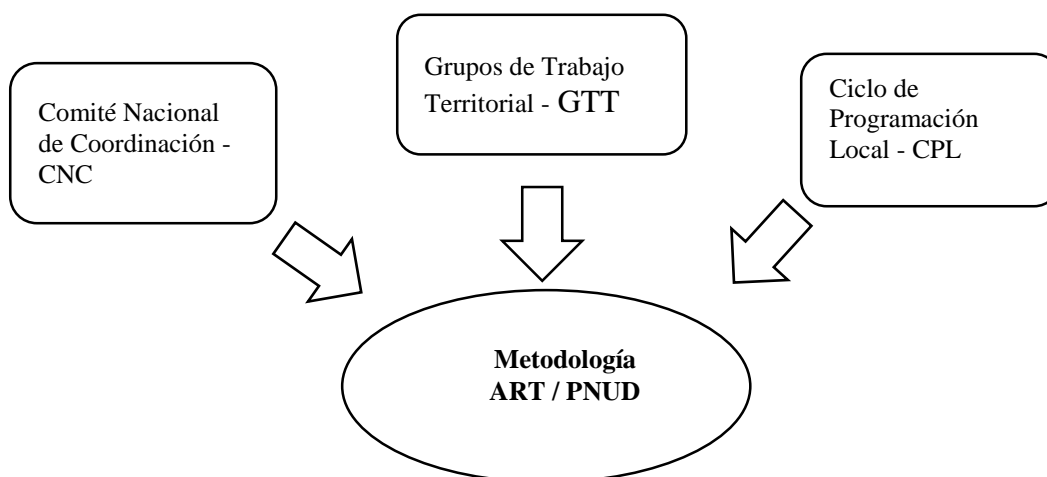 Comité Nacional
de Coordinación -
CNC
Grupos de Trabajo
Territorial - GTT
Ciclo de
Programación
Local - CPL
Metodología
ART / PNUD